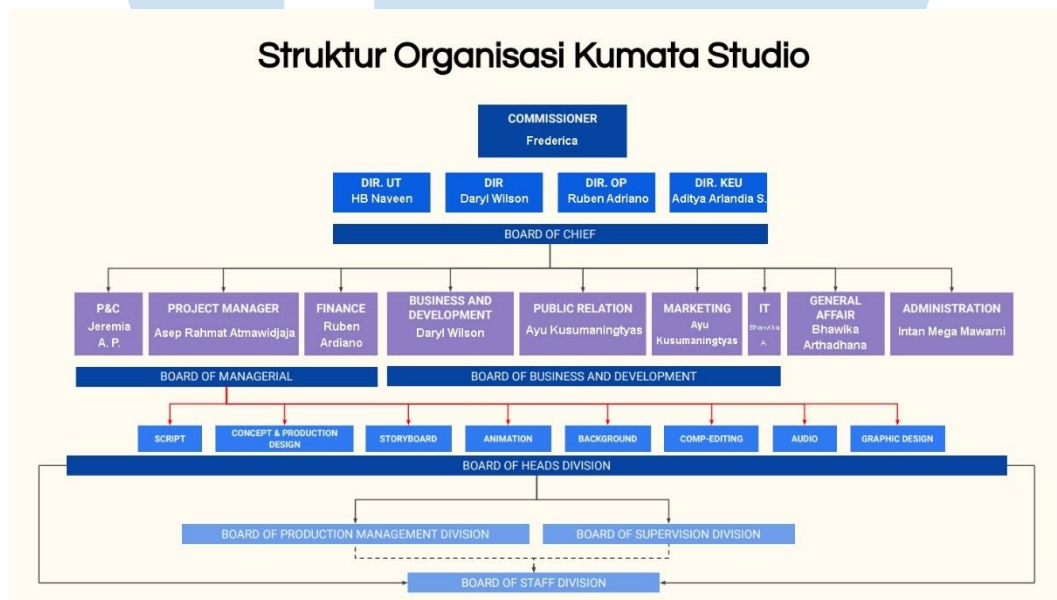 Struktur Organisasi Kumata Studio
COMMISSIONER
Frederica
DIR. UT
HB Naveen
DIR
Daryl Wilson
DIR. OP
Ruben Adriano
DIR. KEU
Aditya Arlandia S.
BOARD OF CHIEF
P&C
Jeremia
A. P.
PROJECT MANAGER
Asep Rahmat Atmawidjaja
FINANCE
Ruben
Ardiano
BUSINESS AND
DEVELOPMENT
Daryl Wilson
PUBLIC RELATION
Ayu Kusumaningtyas
MARKETING
Ayu
Kusumaningtyas
IT
Bhawika
A.
GENERAL
AFFAIR
Bhawika
Arthadhana
ADMINISTRATION
Intan Mega Mawarni
BOARD OF MANAGERIAL
BOARD OF BUSINESS AND DEVELOPMENT
SCRIPT
CONCEPT & PRODUCTION
DESIGN
STORYBOARD
ANIMATION
BACKGROUND
COMP-EDITING
AUDIO
GRAPHIC DESIGN
BOARD OF HEADS DIVISION
BOARD OF PRODUCTION MANAGEMENT DIVISION
BOARD OF SUPERVISION DIVISION
BOARD OF STAFF DIVISION